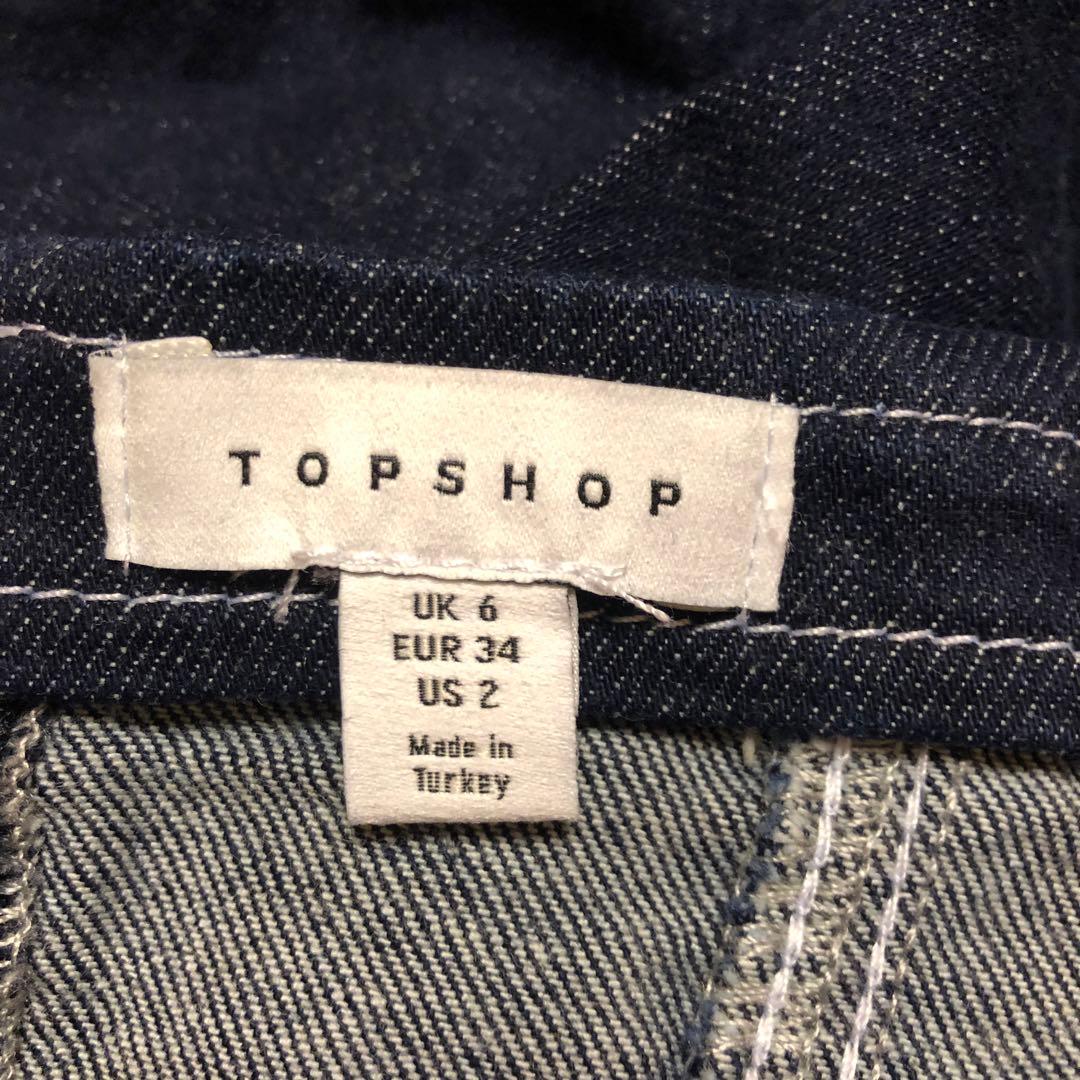 TOPSHOP
UK 6
EUR 34
US 2
Made in
Turkey